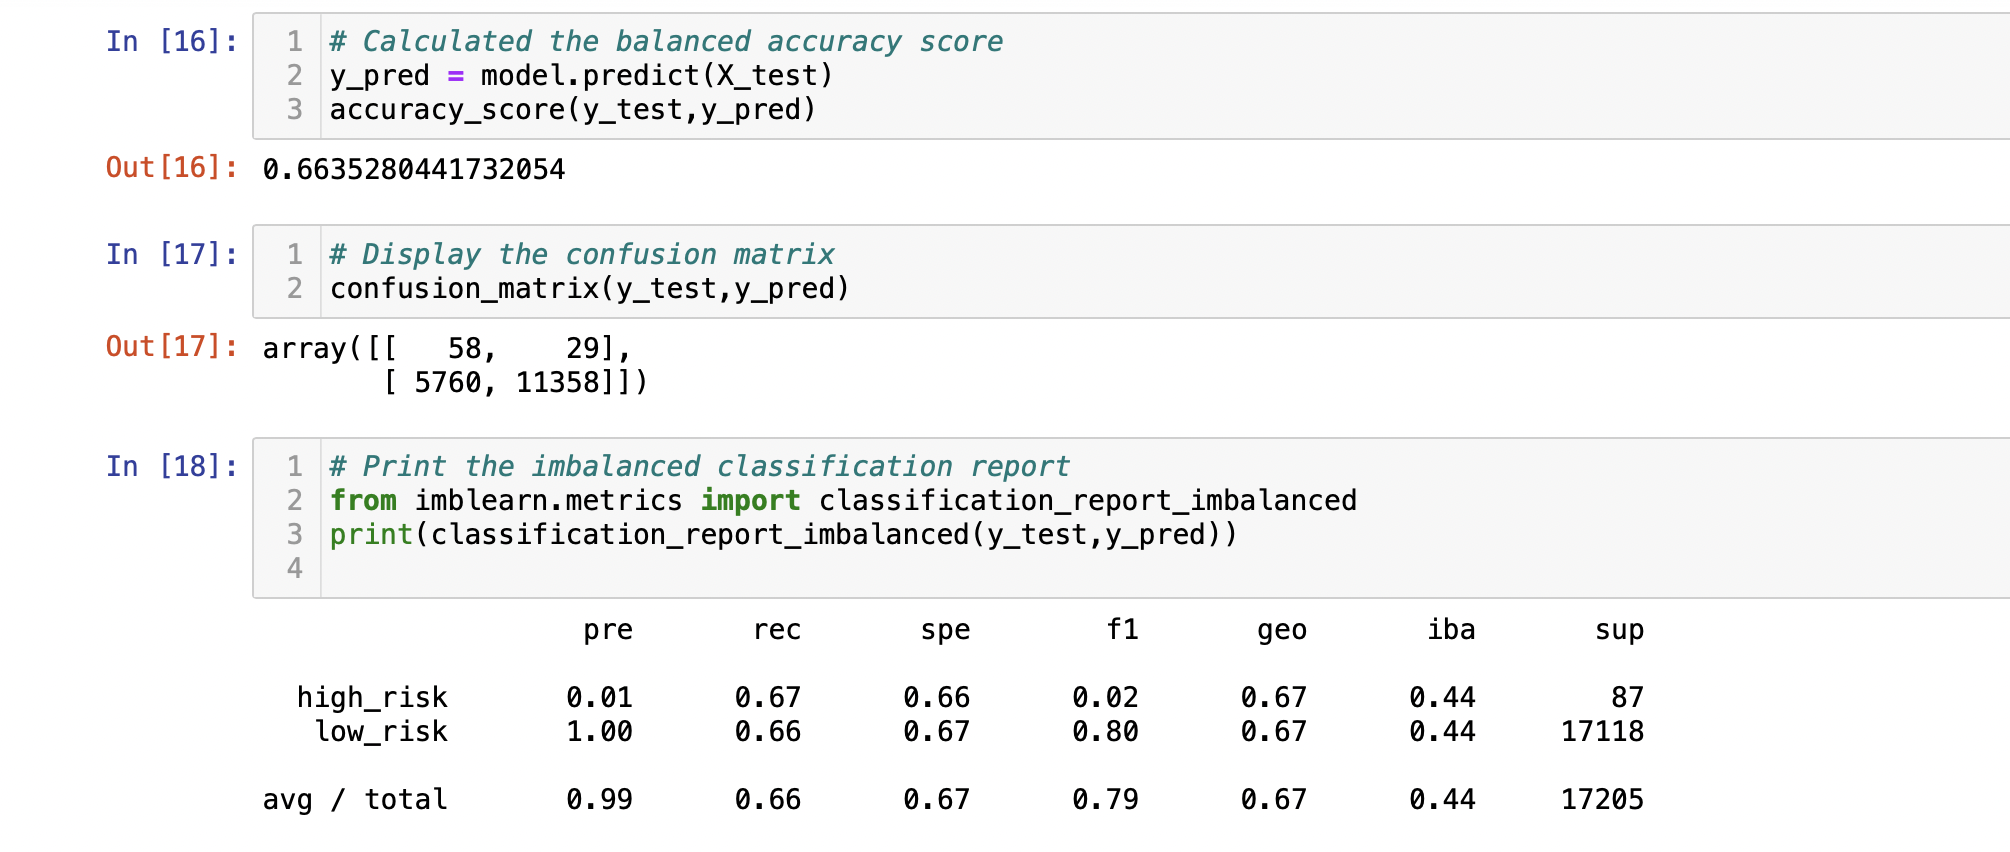 In [16]:
1 # Calculated the balanced accuracy score
2 y_pred = model.predict(X_test)
3 accuracy_score(y_test,y_pred)
Out[16]: 0.6635280441732054
In [17]:
1 # Display the confusion matrix
2 confusion_matrix(y_test,y_pred)
Out[17]: array([[   58,    29],
       [ 5760, 11358]])
In [18]:
1 # Print the imbalanced classification report
2 from imblearn.metrics import classification_report_imbalanced
3 print(classification_report_imbalanced(y_test,y_pred))
4
pre rec spe f1 geo iba sup
high_risk 0.01 0.67 0.66 0.02 0.67 0.44 87
low_risk 1.00 0.66 0.67 0.80 0.67 0.44 17118
avg / total 0.99 0.66 0.67 0.79 0.67 0.44 17205